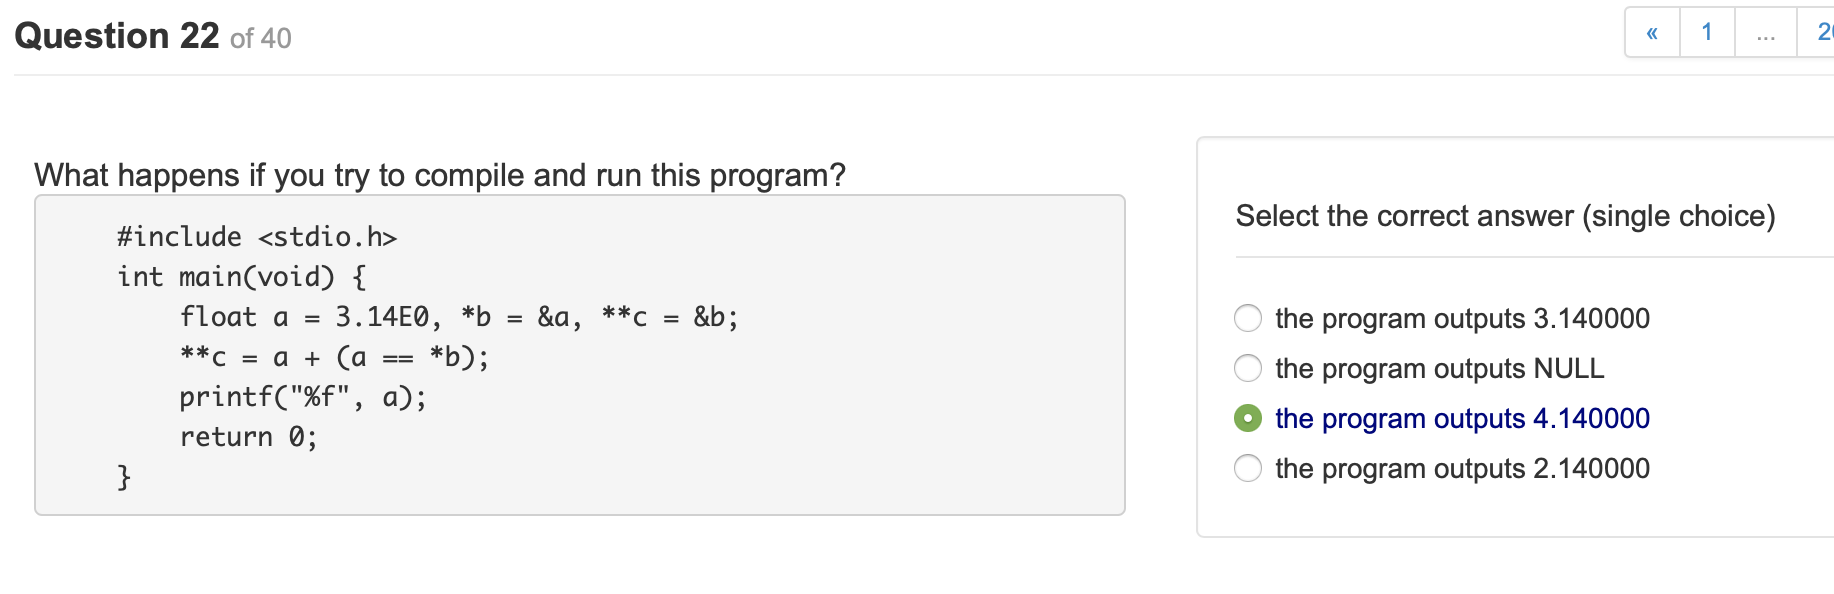 Question 22 of 40
« 1 ...
What happens if you try to compile and run this program?
#include <stdio.h>
int main(void) {
    float a = 3.14E0, *b = &a, **c = &b;
    **c = a + (a == *b);
    printf("%f", a);
    return 0;
}
Select the correct answer (single choice)
the program outputs 3.140000
the program outputs NULL
the program outputs 4.140000
the program outputs 2.140000